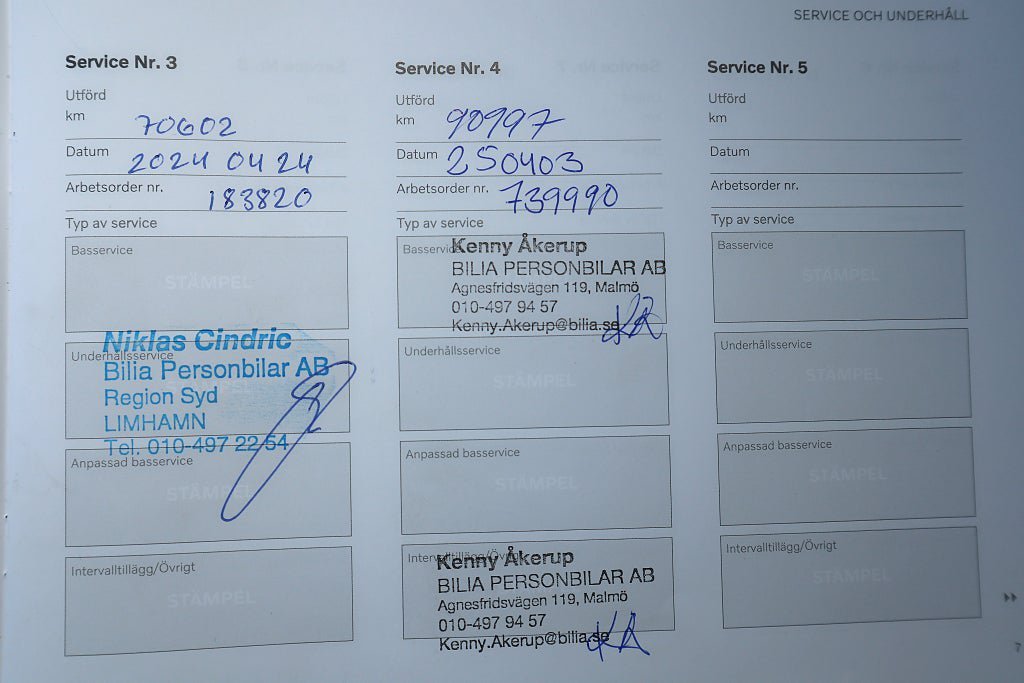 SERVICE OCH UNDERHÅLL
Service Nr. 3
Utförd
km 70602
Datum 2024 04 24
Arbetsorder nr. 183820
Typ av service
Basservice
STÄMPEL
Niklas Cindric
Underhållsservice
Bilia Personbilar AB
Region Syd
LIMHAMN
Tel. 010-497 22 54
Anpassad basservice
STÄMPEL
Intervalltillägg/Övrigt
STÄMPEL
Service Nr. 4
Utförd
km 90997
Datum 250403
Arbetsorder nr. 739990
Typ av service
Basservice
Kenny Åkerup
BILIA PERSONBILAR AB
Agnesfridsvägen 119, Malmö
010-497 94 57
Kenny.Akerup@bilia.se
KÅ
Underhållsservice
STÄMPEL
Anpassad basservice
STÄMPEL
Intervalltillägg/Övrigt
Kenny Åkerup
BILIA PERSONBILAR AB
Agnesfridsvägen 119, Malmö
010-497 94 57
Kenny.Akerup@bilia.se
KA
Service Nr. 5
Utförd
km
Datum
Arbetsorder nr.
Typ av service
Basservice
STÄMPEL
Underhållsservice
STÄMPEL
Anpassad basservice
STÄMPEL
Intervalltillägg/Övrigt
STÄMPEL
7